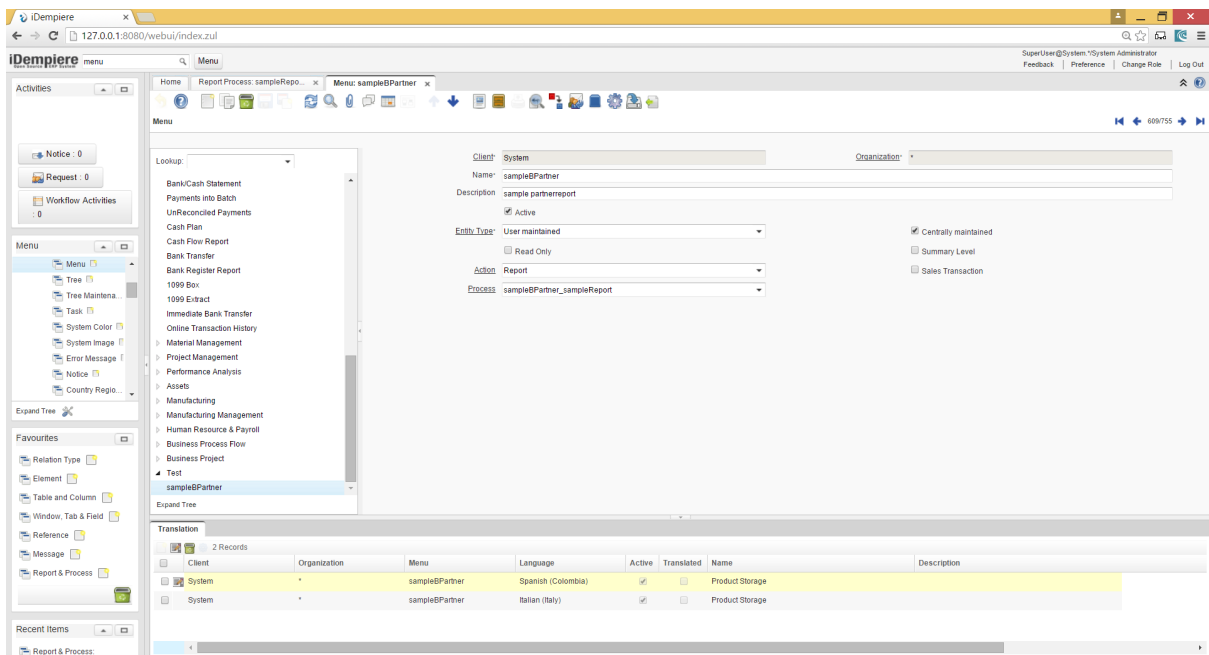 iDempiere
127.0.0.1:8080/webui/index.zul
iDempiere menu Menu
SuperUser@System.*/System Administrator
Feedback | Preference | Change Role | Log Out
Activities
Notice : 0
Request : 0
Workflow Activities
: 0
Menu
Menu
Tree
Tree Maintena...
Task
System Color
System Image
Error Message
Notice
Country Regio...
Expand Tree
Favourites
Relation Type
Element
Table and Column
Window, Tab & Field
Reference
Message
Report & Process
Recent Items
Report & Process:
Home Report Process: sampleRepo... Menu: sampleBPartner
Menu 609/755
Lookup:
Bank/Cash Statement
Payments into Batch
UnReconciled Payments
Cash Plan
Cash Flow Report
Bank Transfer
Bank Register Report
1099 Box
1099 Extract
Immediate Bank Transfer
Online Transaction History
Material Management
Project Management
Performance Analysis
Assets
Manufacturing
Manufacturing Management
Human Resource & Payroll
Business Process Flow
Business Project
Test
sampleBPartner
Expand Tree
Client* System Organization* *
Name* sampleBPartner
Description sample partnerreport
Active
Entity Type* User maintained Centrally maintained
Read Only Summary Level
Action Report Sales Transaction
Process sampleBPartner_sampleReport
Translation
2 Records
Client Organization Menu Language Active Translated Name Description
System * sampleBPartner Spanish (Colombia) Product Storage
System * sampleBPartner Italian (Italy) Product Storage